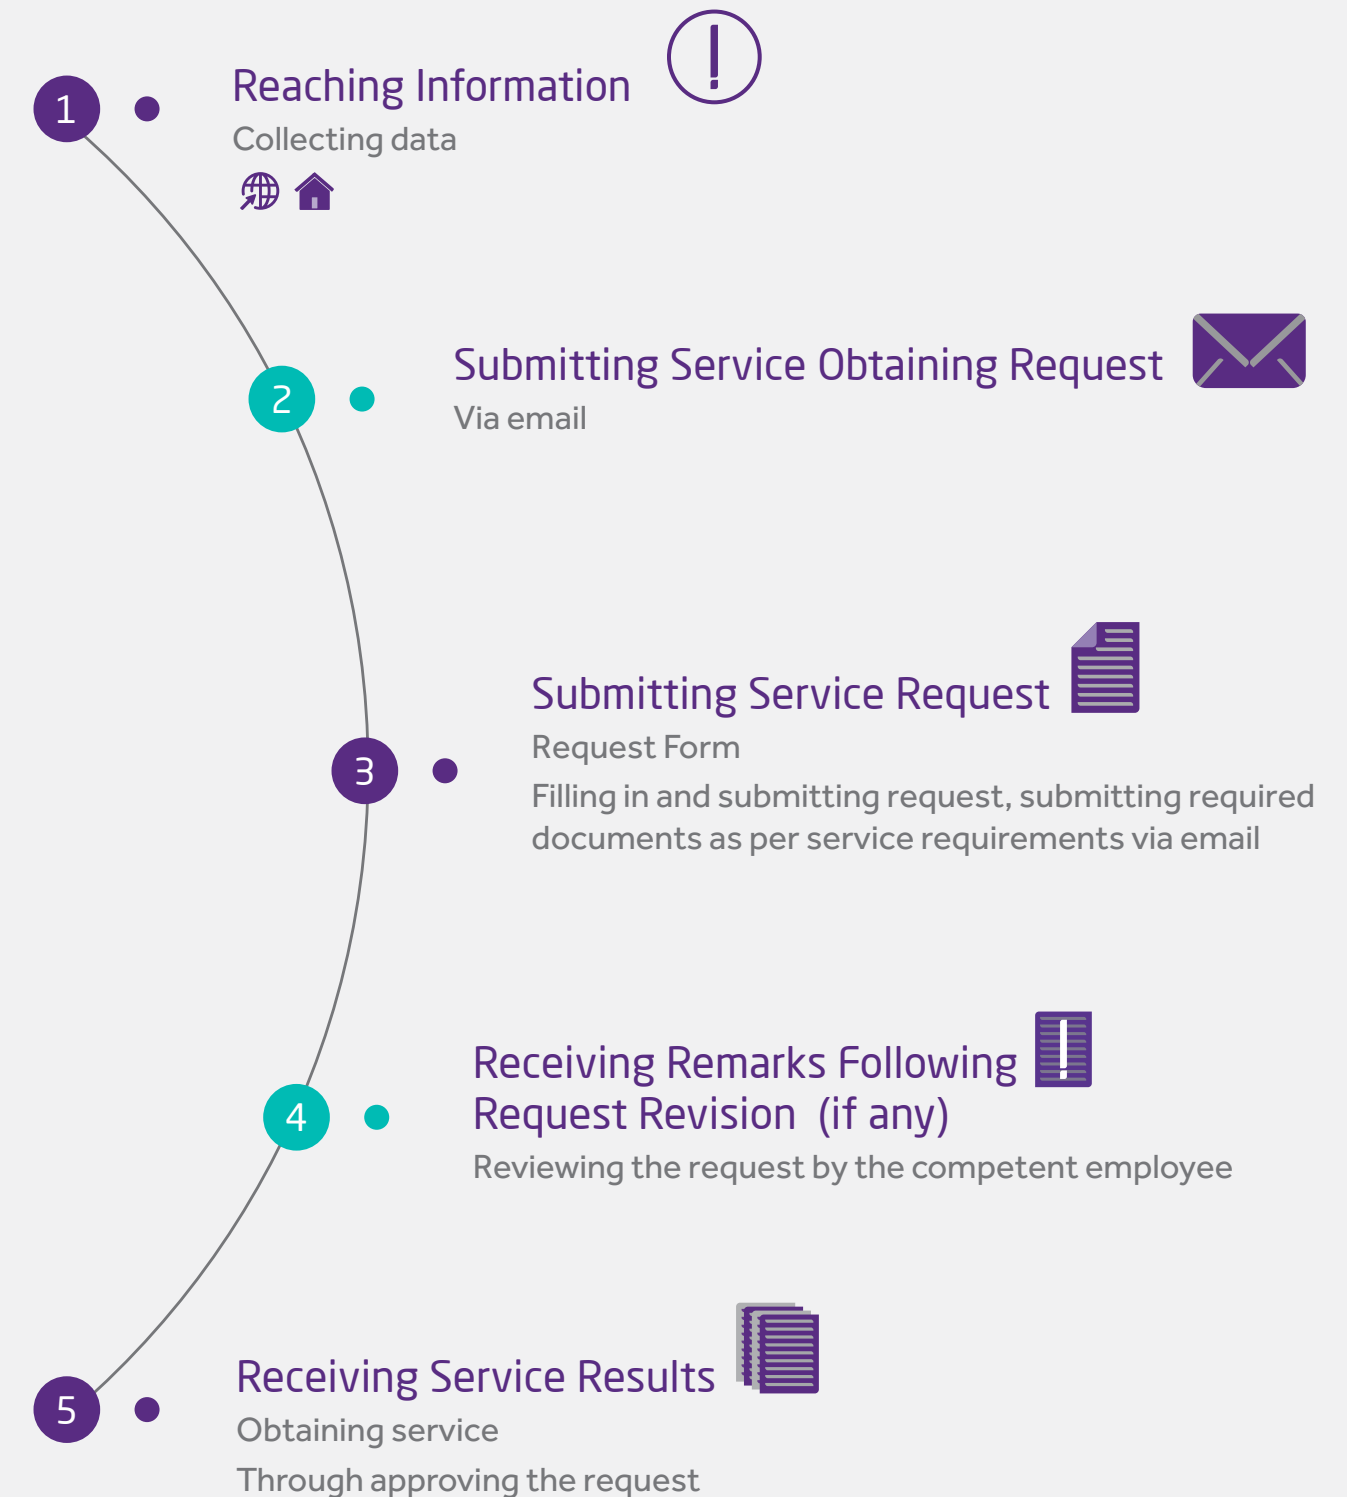 1
Reaching Information
Collecting data
2
Submitting Service Obtaining Request
Via email
3
Submitting Service Request
Request Form
Filling in and submitting request, submitting required
documents as per service requirements via email
4
Receiving Remarks Following
Request Revision (if any)
Reviewing the request by the competent employee
5
Receiving Service Results
Obtaining service
Through approving the request